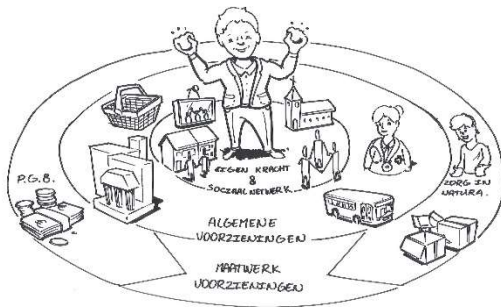 EIGEN KRACHT
&
SOCIAAL NETWERK
P.G.B.
ZORG IN
NATURA.
ALGEMENE
VOORZIENINGEN
MAATWERK
VOORZIENINGEN